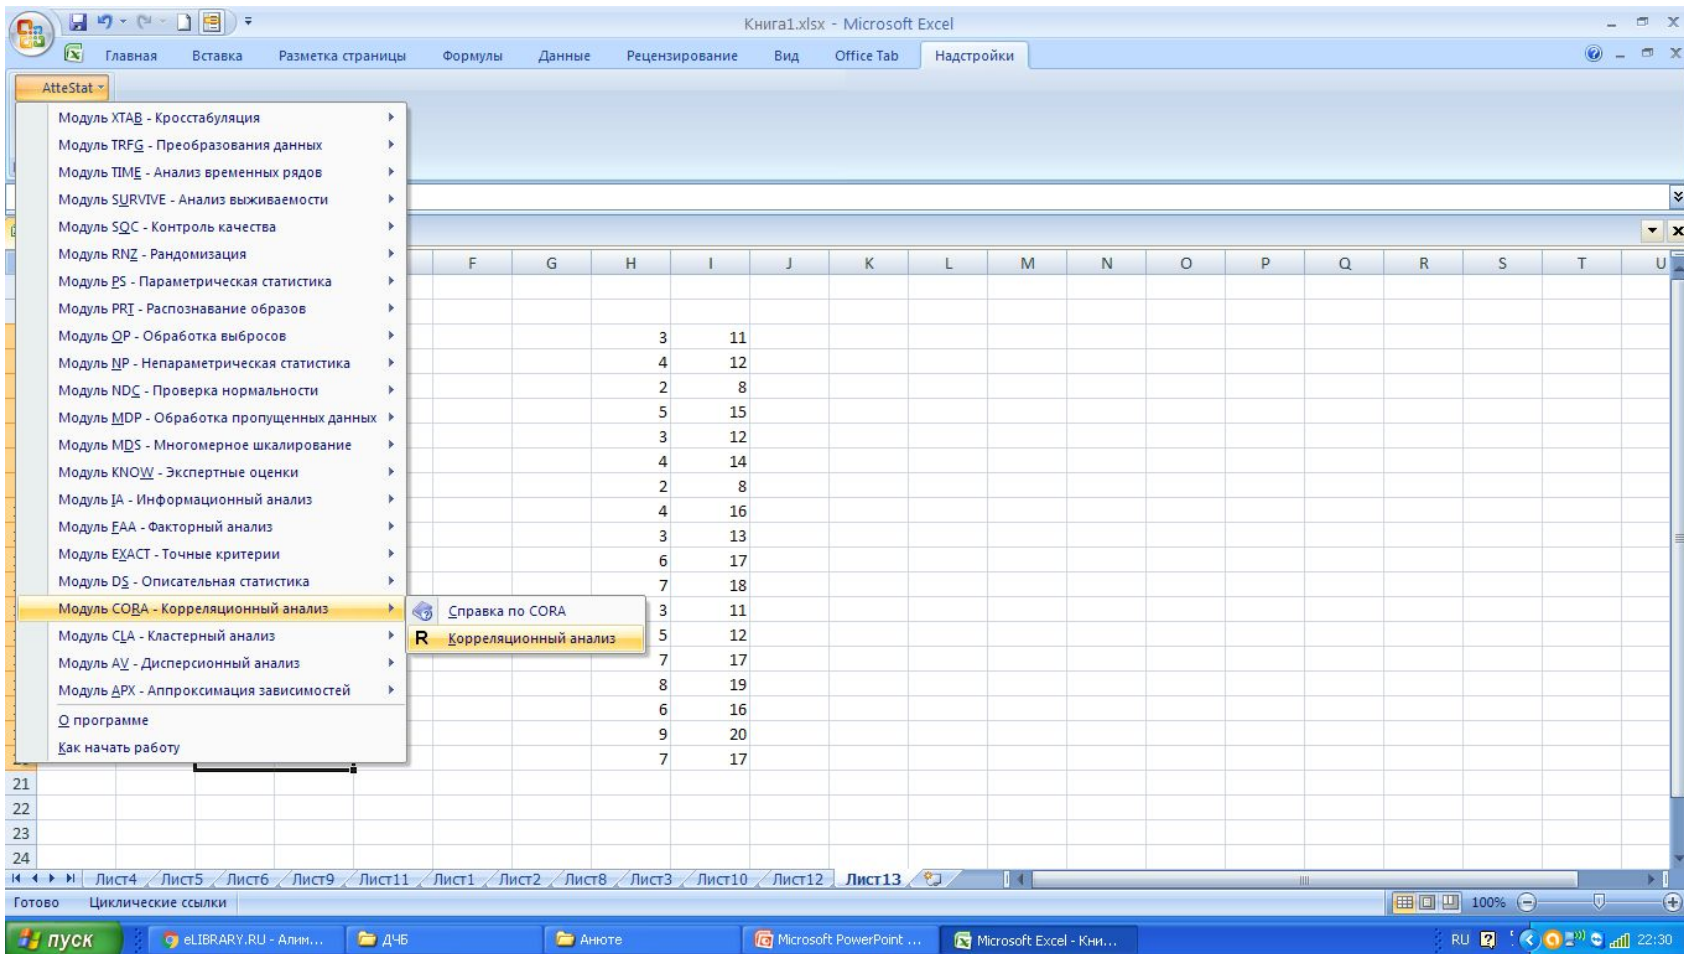 Книга1.xlsx - Microsoft Excel
Главная Вставка Разметка страницы Формулы Данные Рецензирование Вид Office Tab Надстройки
AtteStat
Модуль XTAB - Кросстабуляция
Модуль TRFG - Преобразования данных
Модуль TIME - Анализ временных рядов
Модуль SURVIVE - Анализ выживаемости
Модуль SQC - Контроль качества
Модуль RNZ - Рандомизация
Модуль PS - Параметрическая статистика
Модуль PRT - Распознавание образов
Модуль OP - Обработка выбросов
Модуль NP - Непараметрическая статистика
Модуль NDC - Проверка нормальности
Модуль MDP - Обработка пропущенных данных
Модуль MDS - Многомерное шкалирование
Модуль KNOW - Экспертные оценки
Модуль IA - Информационный анализ
Модуль FAA - Факторный анализ
Модуль EXACT - Точные критерии
Модуль DS - Описательная статистика
Модуль CORA - Корреляционный анализ
Модуль CLA - Кластерный анализ
Модуль AV - Дисперсионный анализ
Модуль APX - Аппроксимация зависимостей
О программе
Как начать работу
Справка по CORA
R Корреляционный анализ
F G H I J K L M N O P Q R S T U
3 11
4 12
2 8
5 15
3 12
4 14
2 8
4 16
3 13
6 17
7 18
3 11
5 12
7 17
8 19
6 16
9 20
7 17
21
22
23
24
Лист4 Лист5 Лист6 Лист9 Лист11 Лист1 Лист2 Лист8 Лист3 Лист10 Лист12 Лист13
Готово Циклические ссылки 100%
пуск eLIBRARY.RU - Алим... ДЧБ Анюте Microsoft PowerPoint ... Microsoft Excel - Кни... RU 22:30